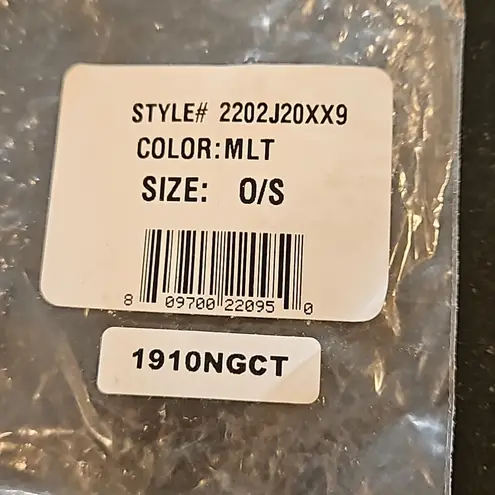 STYLE# 2202J20XX9
COLOR:MLT
SIZE: O/S
8 09700 22095 0
1910NGCT